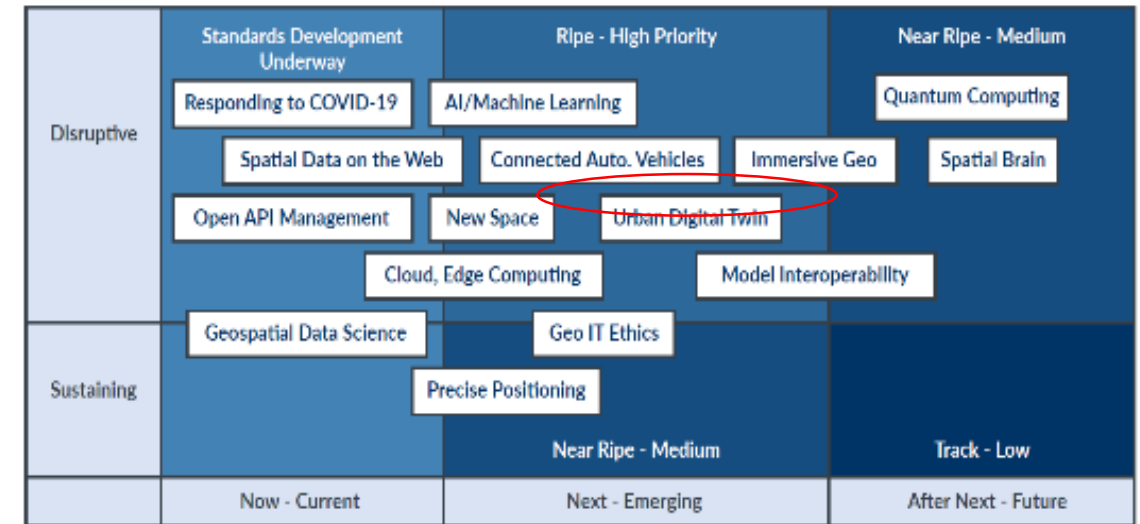 Standards Development
Underway
Ripe - High Priority
Near Ripe - Medium
Disruptive
Responding to COVID-19
AI/Machine Learning
Quantum Computing
Spatial Data on the Web
Connected Auto. Vehicles
Immersive Geo
Spatial Brain
Open API Management
New Space
Urban Digital Twin
Cloud, Edge Computing
Model Interoperability
Geospatial Data Science
Geo IT Ethics
Sustaining
Precise Positioning
Near Ripe - Medium
Track - Low
Now - Current
Next - Emerging
After Next - Future